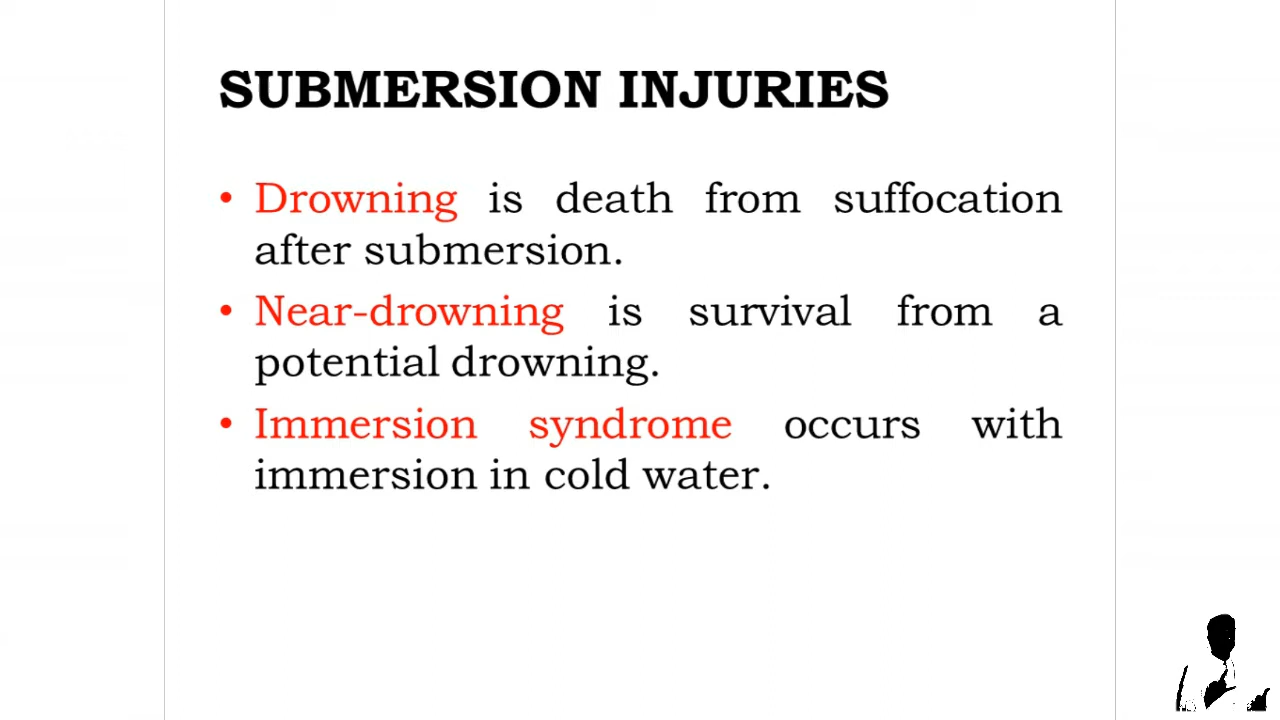 SUBMERSION INJURIES
• Drowning is death from suffocation
after submersion.
• Near-drowning is survival from a
potential drowning.
• Immersion syndrome occurs with
immersion in cold water.